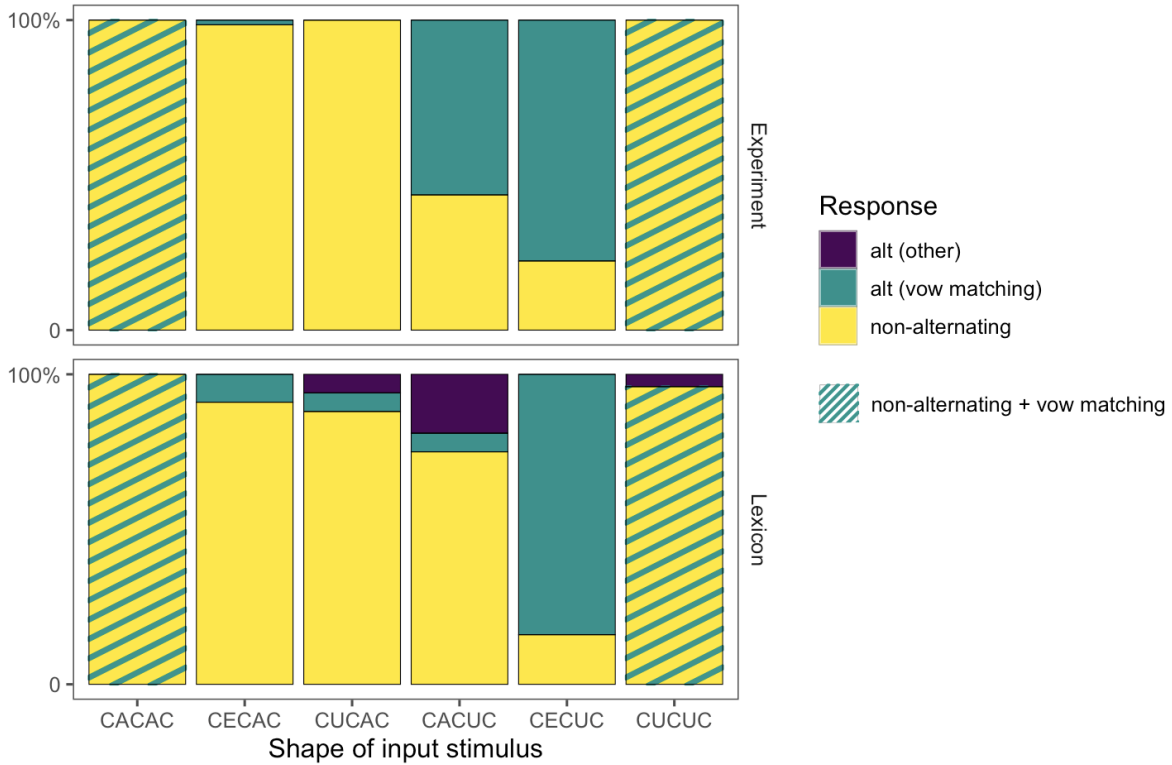 100%
0
Experiment
100%
0
Lexicon
CACAC CECAC CUCAC CACUC CECUC CUCUC
Shape of input stimulus
Response
alt (other)
alt (vow matching)
non-alternating
non-alternating + vow matching